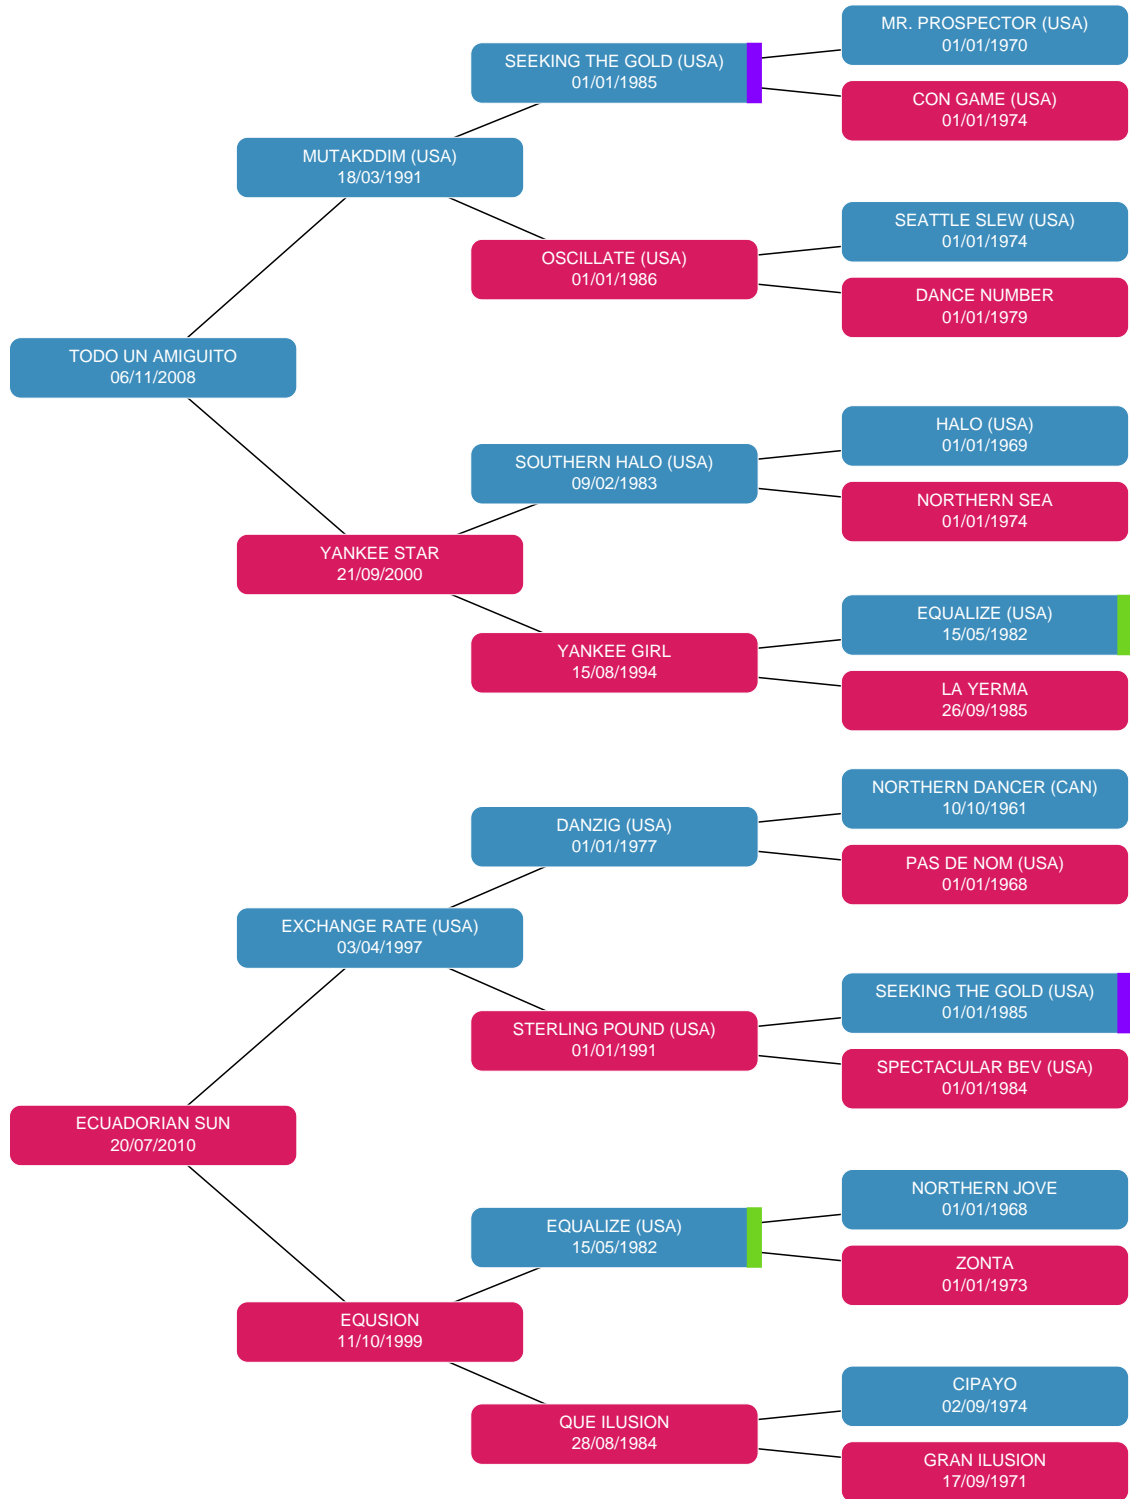 MR. PROSPECTOR (USA)
01/01/1970
SEEKING THE GOLD (USA)
01/01/1985
CON GAME (USA)
01/01/1974
MUTAKDDIM (USA)
18/03/1991
SEATTLE SLEW (USA)
01/01/1974
OSCILLATE (USA)
01/01/1986
DANCE NUMBER
01/01/1979
TODO UN AMIGUITO
06/11/2008
HALO (USA)
01/01/1969
SOUTHERN HALO (USA)
09/02/1983
NORTHERN SEA
01/01/1974
YANKEE STAR
21/09/2000
EQUALIZE (USA)
15/05/1982
YANKEE GIRL
15/08/1994
LA YERMA
26/09/1985
NORTHERN DANCER (CAN)
10/10/1961
DANZIG (USA)
01/01/1977
PAS DE NOM (USA)
01/01/1968
EXCHANGE RATE (USA)
03/04/1997
SEEKING THE GOLD (USA)
01/01/1985
STERLING POUND (USA)
01/01/1991
SPECTACULAR BEV (USA)
01/01/1984
ECUADORIAN SUN
20/07/2010
NORTHERN JOVE
01/01/1968
EQUALIZE (USA)
15/05/1982
ZONTA
01/01/1973
EQUSION
11/10/1999
CIPAYO
02/09/1974
QUE ILUSION
28/08/1984
GRAN ILUSION
17/09/1971